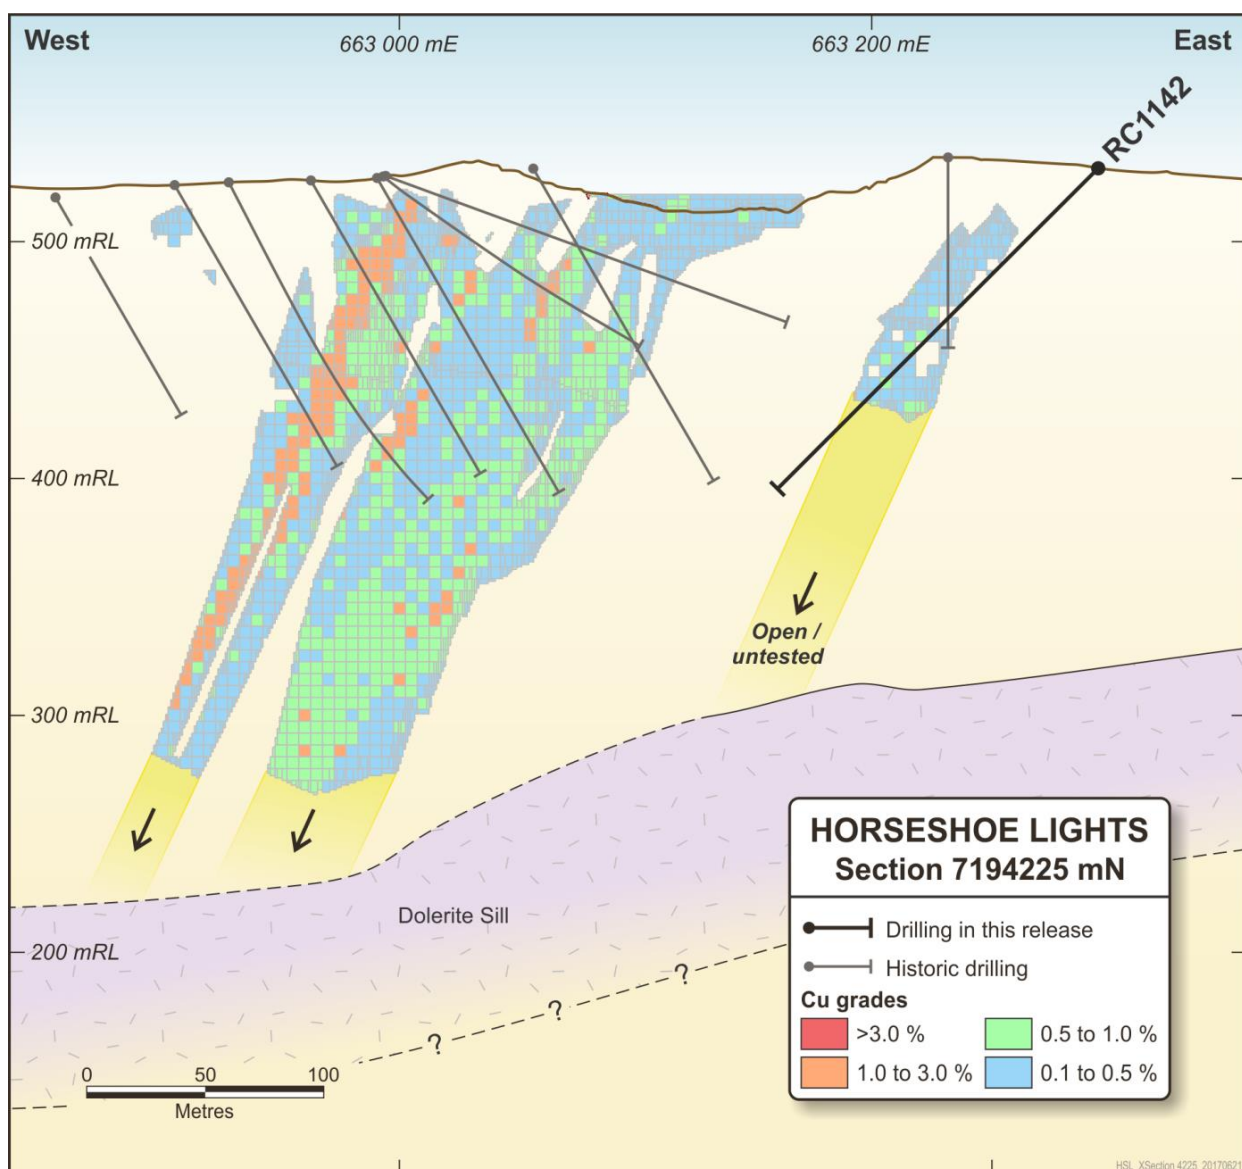 West
663 000 mE
663 200 mE
East
RC1142
500 mRL
400 mRL
Open /
untested
300 mRL
HORSESHOE LIGHTS
Section 7194225 mN
Dolerite Sill
Drilling in this release
200 mRL
Historic drilling
Cu grades
>3.0 %
0.5 to 1.0 %
1.0 to 3.0 %
0.1 to 0.5 %
?
?
?
0
50
100
Metres
HSL_XSection 4225_20170621